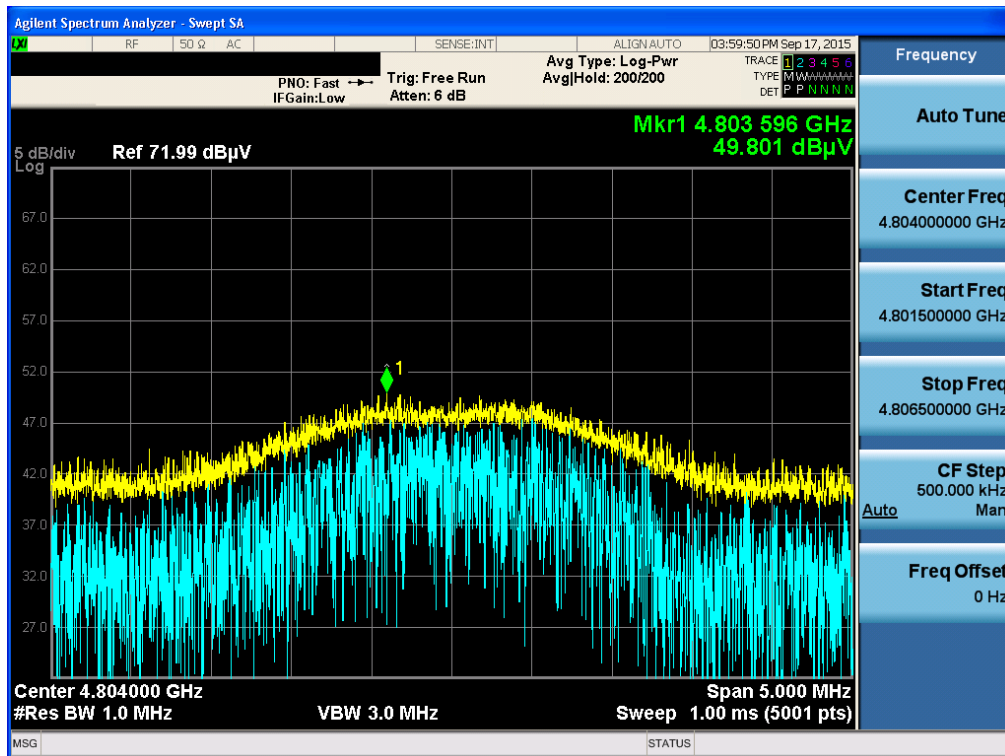 Agilent Spectrum Analyzer - Swept SA
LXI RF 50 Ω AC SENSE:INT ALIGN AUTO 03:59:50 PM Sep 17, 2015
Frequency
PNO: Fast
IFGain:Low
Trig: Free Run
Atten: 6 dB
Avg Type: Log-Pwr
Avg|Hold: 200/200
TRACE 1 2 3 4 5 6
TYPE M W W W W W
DET P P N N N N
Mkr1 4.803 596 GHz
49.801 dBµV
5 dB/div Ref 71.99 dBµV
Log
67.0
62.0
57.0
52.0
47.0
42.0
37.0
32.0
27.0
1
Center 4.804000 GHz Span 5.000 MHz
#Res BW 1.0 MHz VBW 3.0 MHz Sweep 1.00 ms (5001 pts)
Auto Tune
Center Freq
4.804000000 GHz
Start Freq
4.801500000 GHz
Stop Freq
4.806500000 GHz
CF Step
500.000 kHz
Auto Man
Freq Offset
0 Hz
MSG STATUS